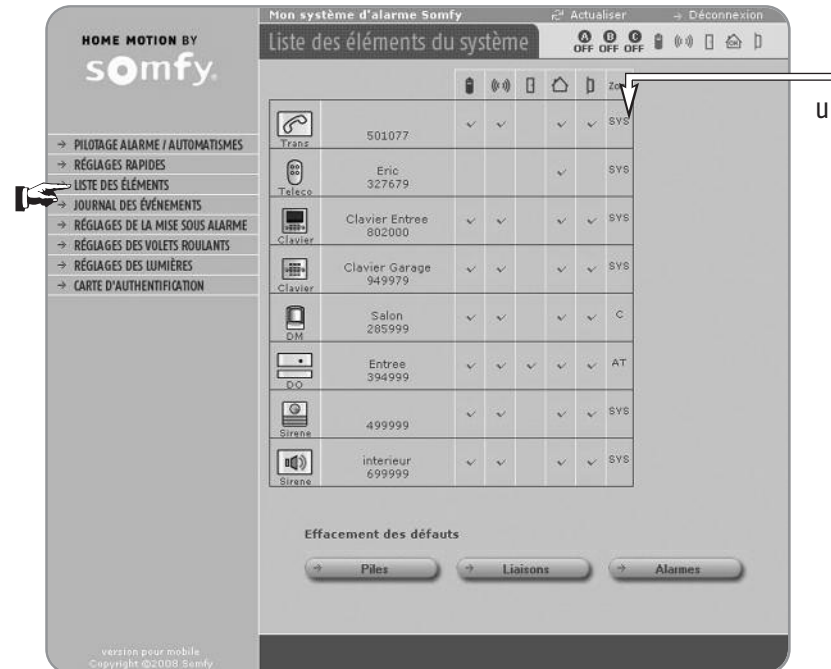 Mon système d'alarme Somfy Actualiser Déconnexion
HOME MOTION BY
somfy.
Liste des éléments du système
A B C
OFF OFF OFF
PILOTAGE ALARME / AUTOMATISMES
RÉGLAGES RAPIDES
LISTE DES ÉLÉMENTS
JOURNAL DES ÉVÉNEMENTS
RÉGLAGES DE LA MISE SOUS ALARME
RÉGLAGES DES VOLETS ROULANTS
RÉGLAGES DES LUMIÈRES
CARTE D'AUTHENTIFICATION
u
Trans
501077
SYS
Teleco
Eric
327679
SYS
Clavier
Clavier Entree
802000
SYS
Clavier
Clavier Garage
949979
SYS
DM
Salon
285999
C
DO
Entree
394999
AT
Sirene
499999
SYS
Sirene
interieur
699999
SYS
Effacement des défauts
Piles
Liaisons
Alarmes
version pour mobile
Copyright ©2008 Somfy